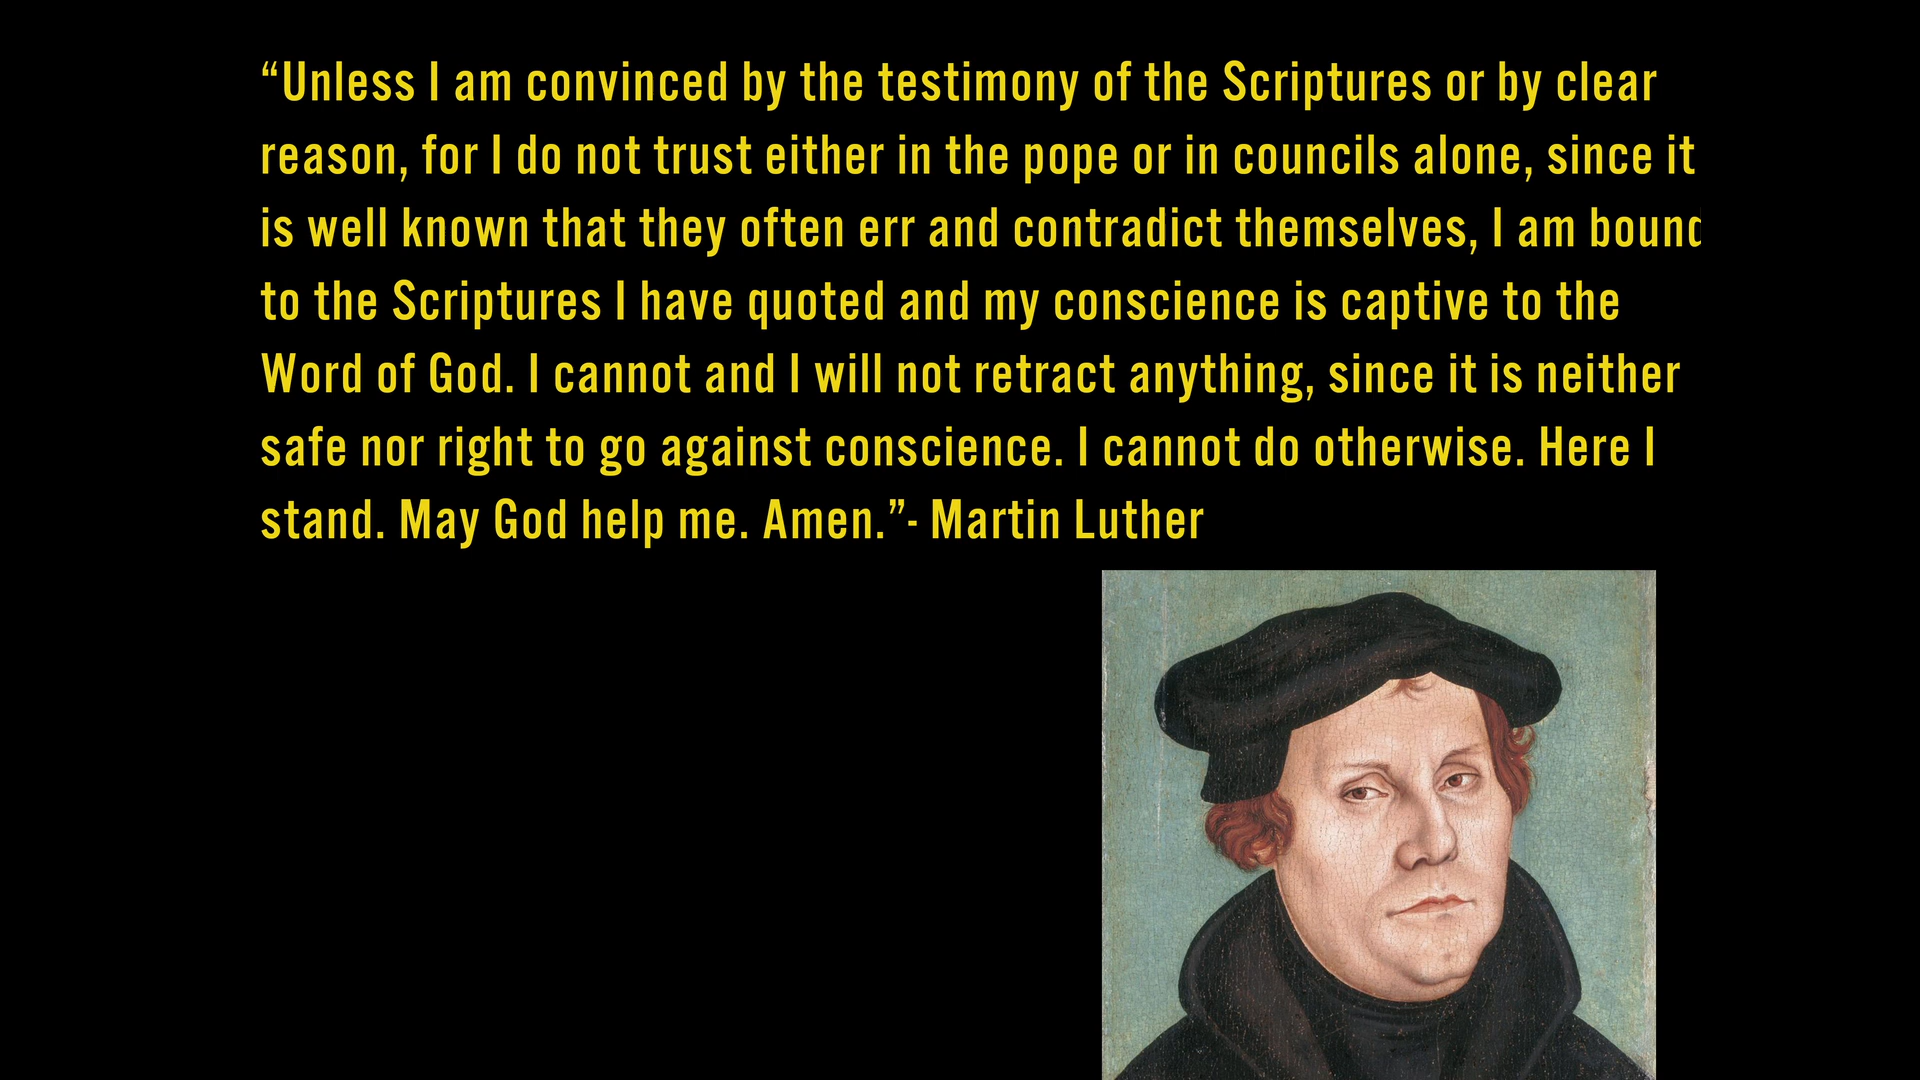 “Unless I am convinced by the testimony of the Scriptures or by clear
reason, for I do not trust either in the pope or in councils alone, since it
is well known that they often err and contradict themselves, I am bound
to the Scriptures I have quoted and my conscience is captive to the
Word of God. I cannot and I will not retract anything, since it is neither
safe nor right to go against conscience. I cannot do otherwise. Here I
stand. May God help me. Amen.”- Martin Luther